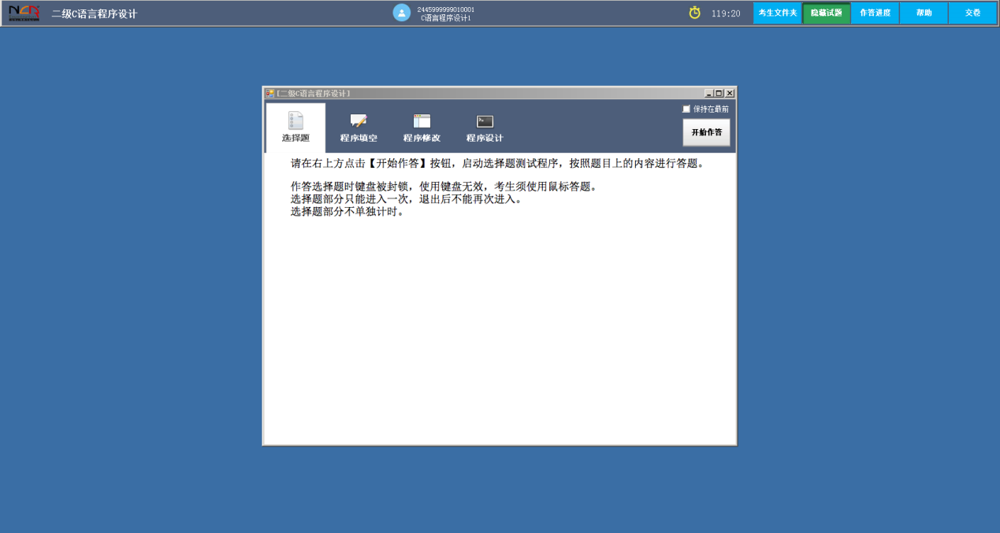 NCR
二级C语言程序设计
2445999999010001
C语言程序设计1
119:20
考生文件夹
隐藏试题
作答进度
帮助
交卷
[二级C语言程序设计]
保持在最前
选择题
程序填空
程序修改
程序设计
开始作答
请在右上方点击【开始作答】按钮，启动选择题测试程序，按照题目上的内容进行答题。
作答选择题时键盘被封锁，使用键盘无效，考生须使用鼠标答题。
选择题部分只能进入一次，退出后不能再次进入。
选择题部分不单独计时。